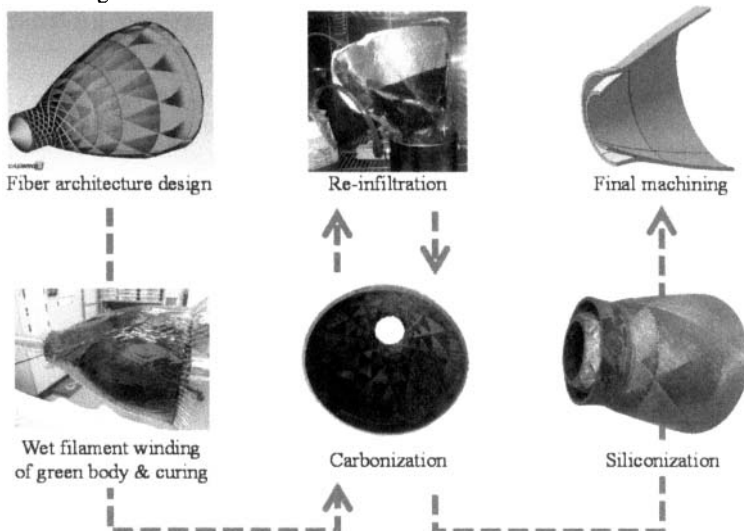 Fiber architecture design
Re-infiltration
Final machining
Wet filament winding
of green body & curing
Carbonization
Siliconization